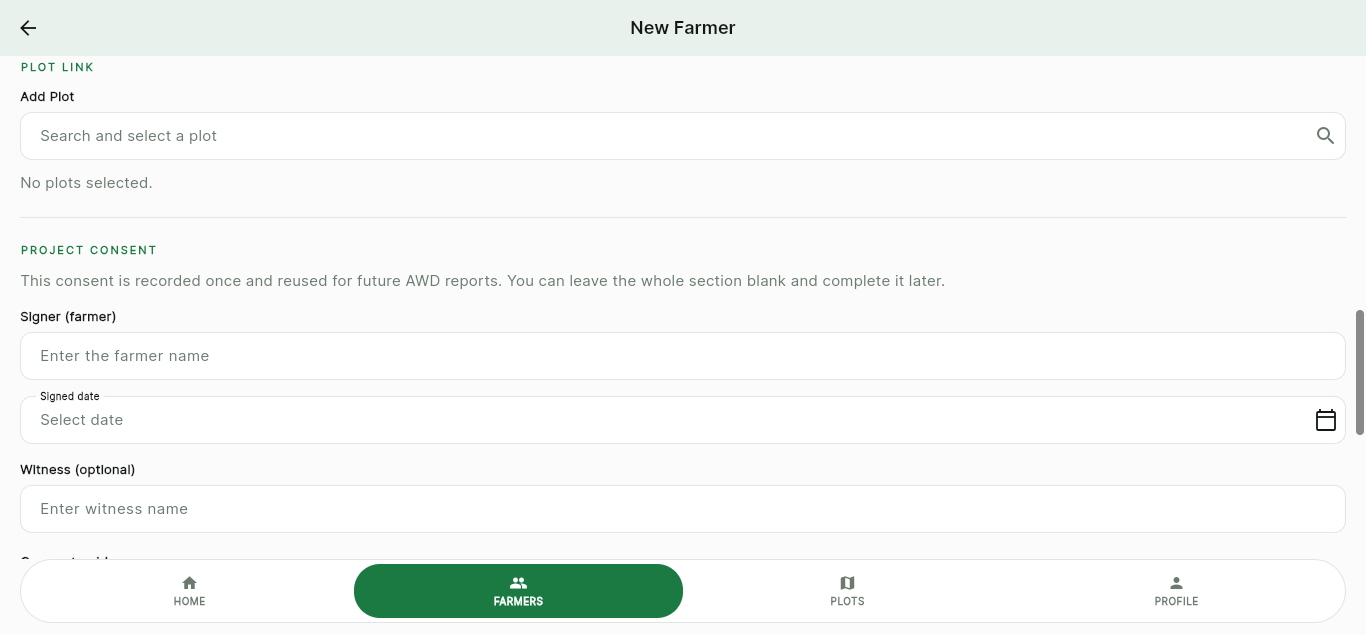 New Farmer
PLOT LINK
Add Plot
Search and select a plot
No plots selected.
PROJECT CONSENT
This consent is recorded once and reused for future AWD reports. You can leave the whole section blank and complete it later.
Signer (farmer)
Enter the farmer name
Signed date
Select date
Witness (optional)
Enter witness name
HOME
FARMERS
PLOTS
PROFILE